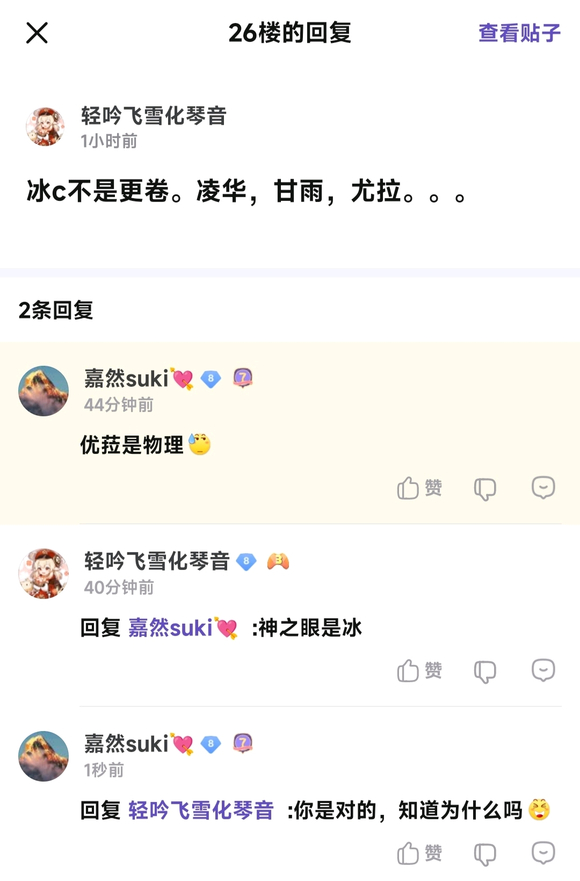 26楼的回复
查看贴子
轻吟飞雪化琴音
1小时前
冰c不是更卷。凌华，甘雨，尤拉。。。
2条回复
嘉然suki💘 8 7
44分钟前
优菈是物理😓
赞
轻吟飞雪化琴音 8 3
40分钟前
回复 嘉然suki💘 :神之眼是冰
赞
嘉然suki💘 8 7
1秒前
回复 轻吟飞雪化琴音 :你是对的，知道为什么吗😫
赞